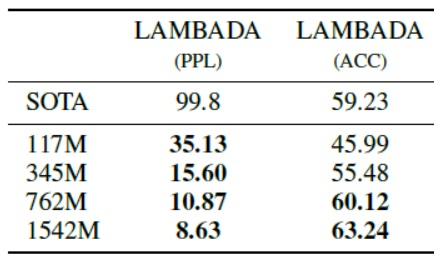 LAMBADA LAMBADA
(PPL) (ACC)
SOTA 99.8 59.23
117M 35.13 45.99
345M 15.60 55.48
762M 10.87 60.12
1542M 8.63 63.24